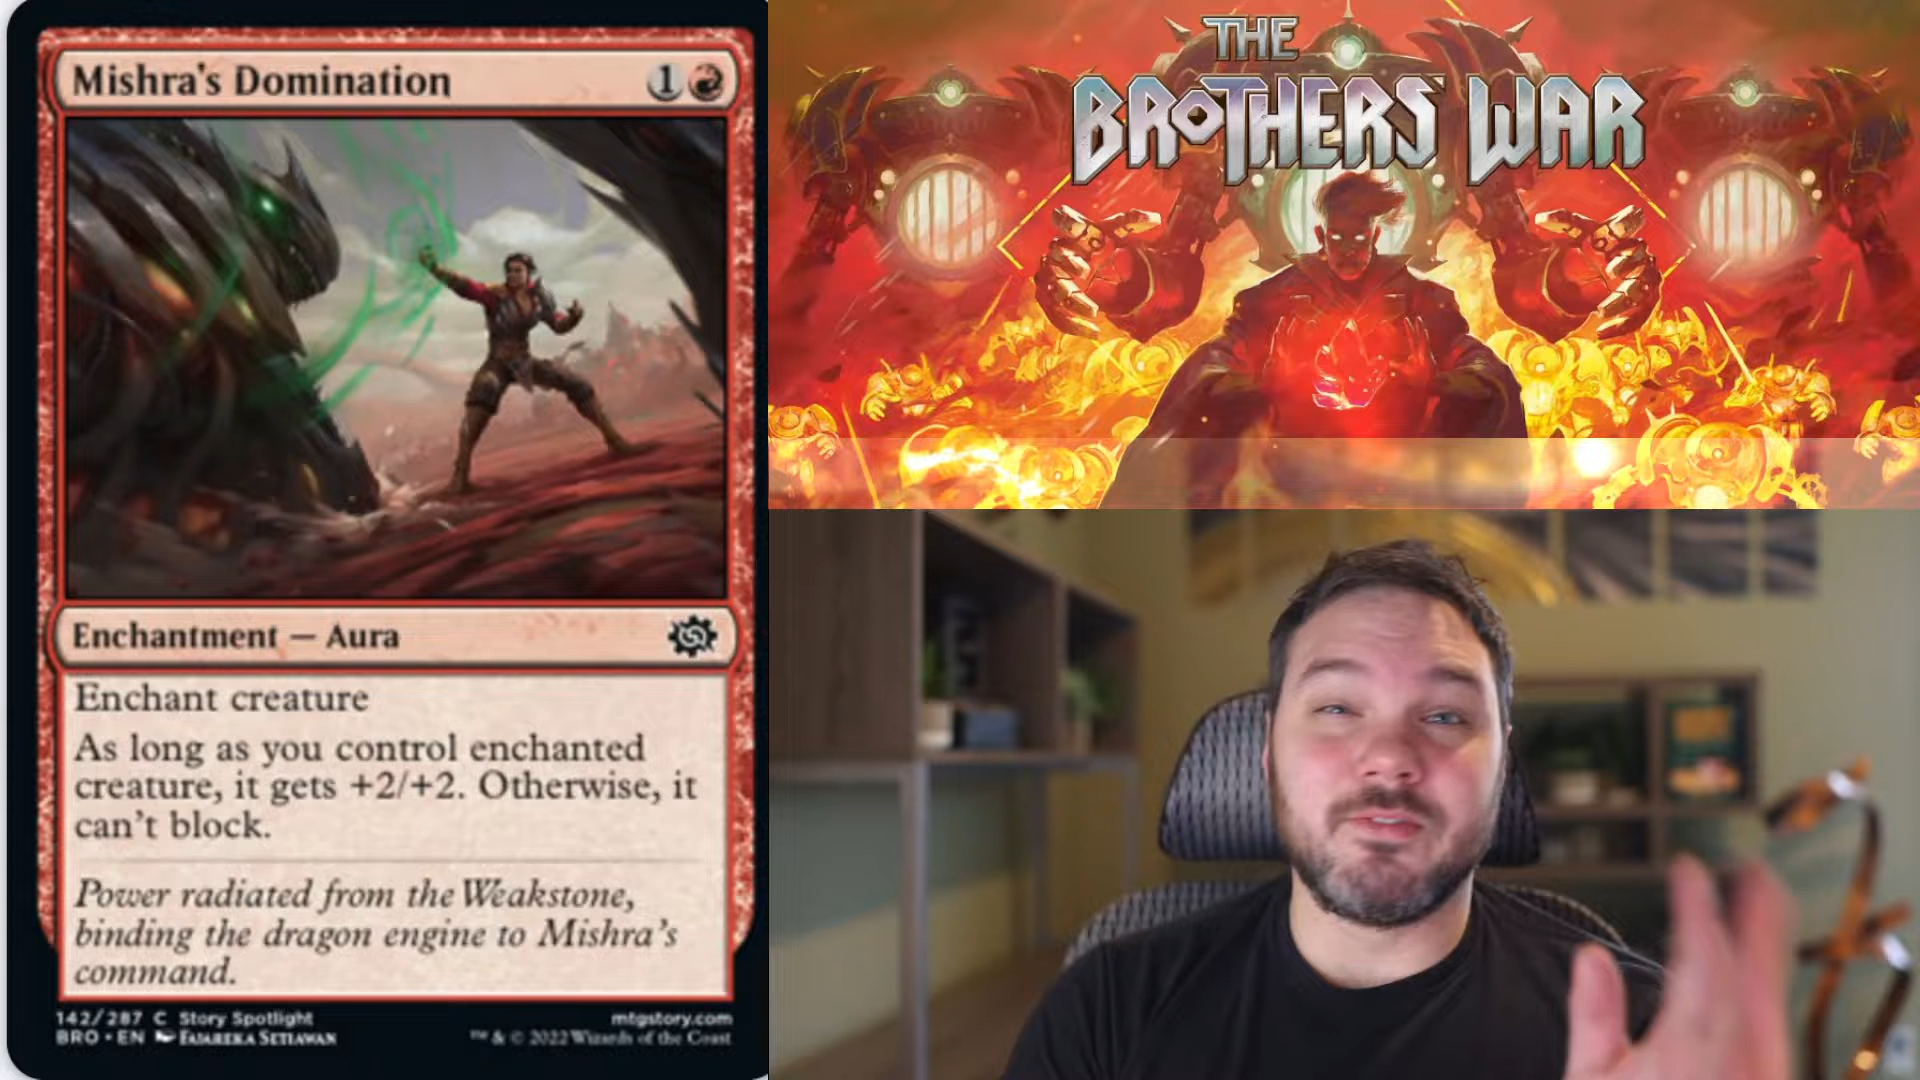 Mishra's Domination 1
Enchantment — Aura
Enchant creature
As long as you control enchanted
creature, it gets +2/+2. Otherwise, it
can't block.
Power radiated from the Weakstone,
binding the dragon engine to Mishra's
command.
142/287 C Story Spotlight
mtgstory.com
BRO • EN Fajareka Setiawan
™ & © 2022 Wizards of the Coast
THE
BROTHERS' WAR